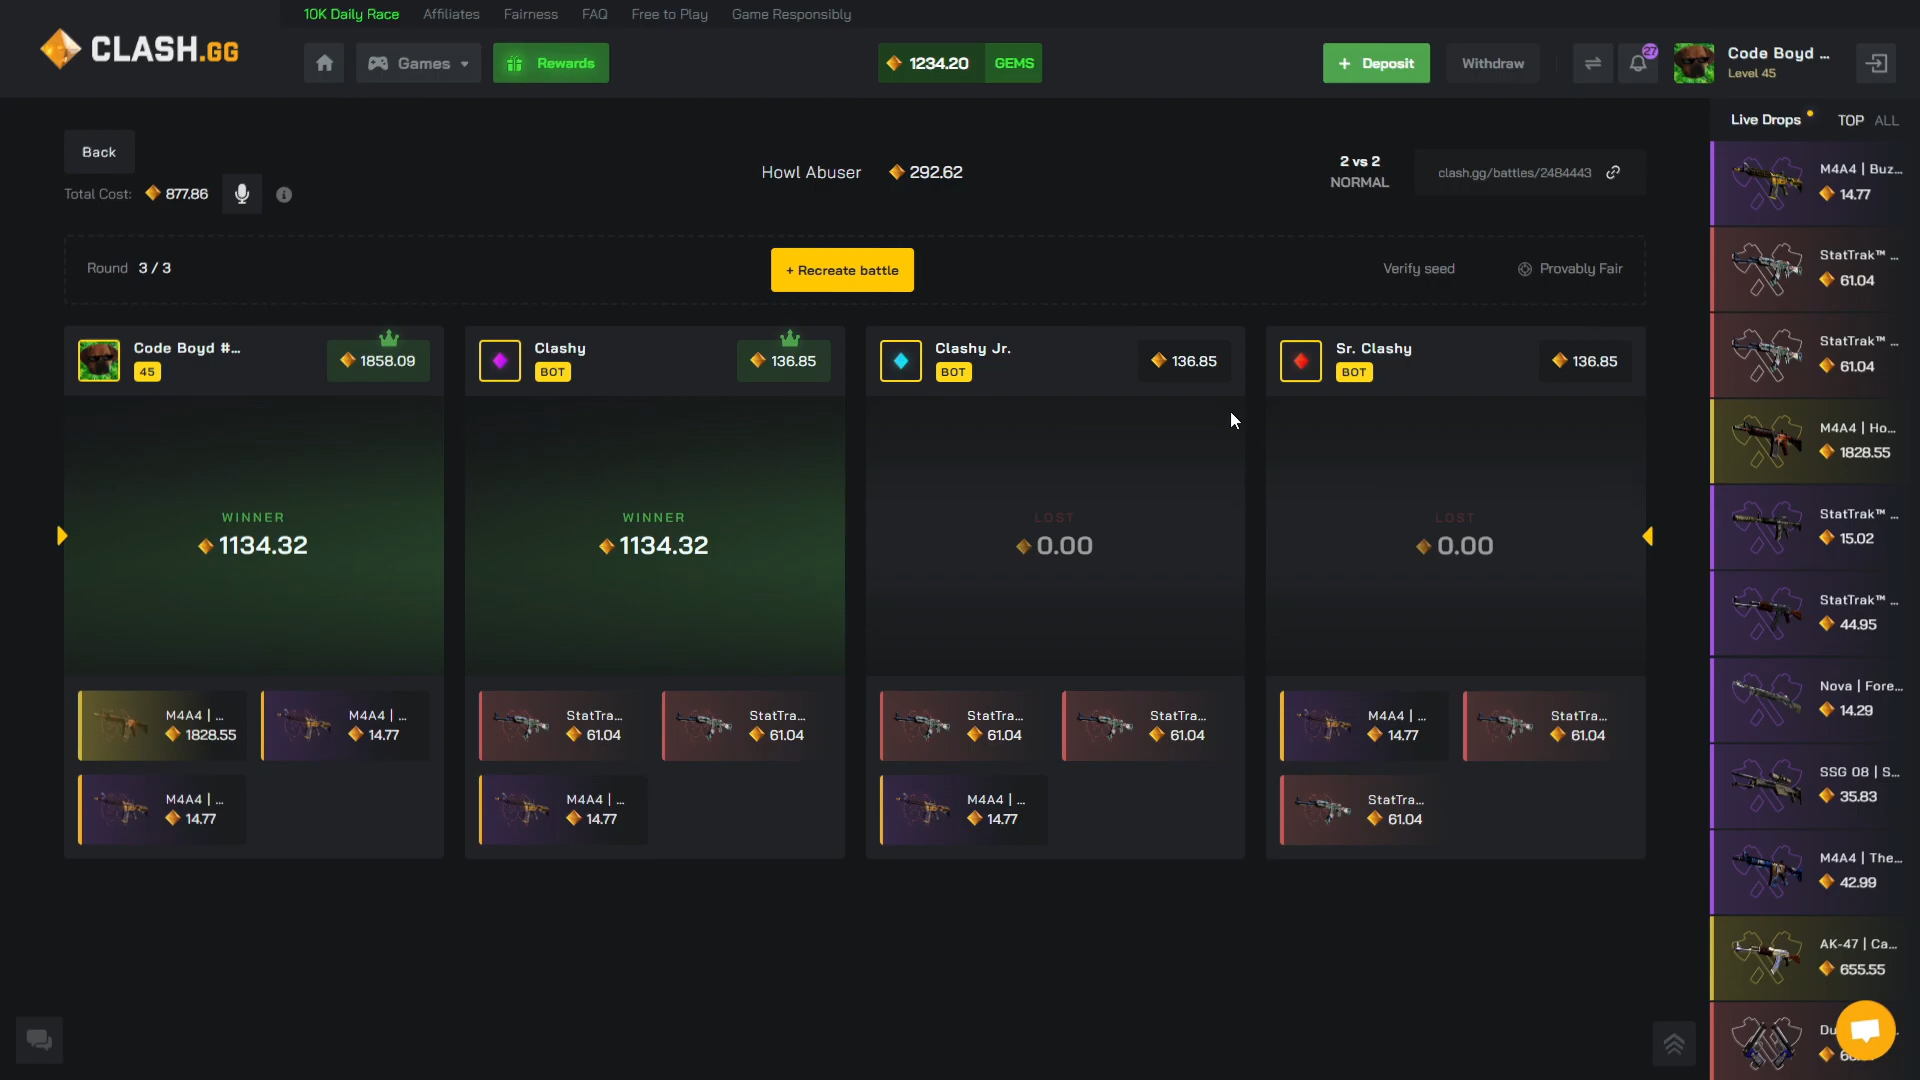 10K Daily Race Affiliates Fairness FAQ Free to Play Game Responsibly
CLASH.GG
Games
Rewards
1234.20 GEMS
+ Deposit
Withdraw
27
Code Boyd ...
Level 45
Back
Total Cost: 877.86
Howl Abuser 292.62
2 vs 2
NORMAL
clash.gg/battles/2484443
Round 3 / 3
+ Recreate battle
Verify seed
Provably Fair
Code Boyd #...
45
1858.09
WINNER
1134.32
M4A4 | ...
1828.55
M4A4 | ...
14.77
M4A4 | ...
14.77
Clashy
BOT
136.85
WINNER
1134.32
StatTra...
61.04
StatTra...
61.04
M4A4 | ...
14.77
Clashy Jr.
BOT
136.85
LOST
0.00
StatTra...
61.04
StatTra...
61.04
M4A4 | ...
14.77
Sr. Clashy
BOT
136.85
LOST
0.00
M4A4 | ...
14.77
StatTra...
61.04
StatTra...
61.04
Live Drops TOP ALL
M4A4 | Buz...
14.77
StatTrak™ ...
61.04
StatTrak™ ...
61.04
M4A4 | Ho...
1828.55
StatTrak™ ...
15.02
StatTrak™ ...
44.95
Nova | Fore...
14.29
SSG 08 | S...
35.83
M4A4 | The...
42.99
AK-47 | Ca...
655.55